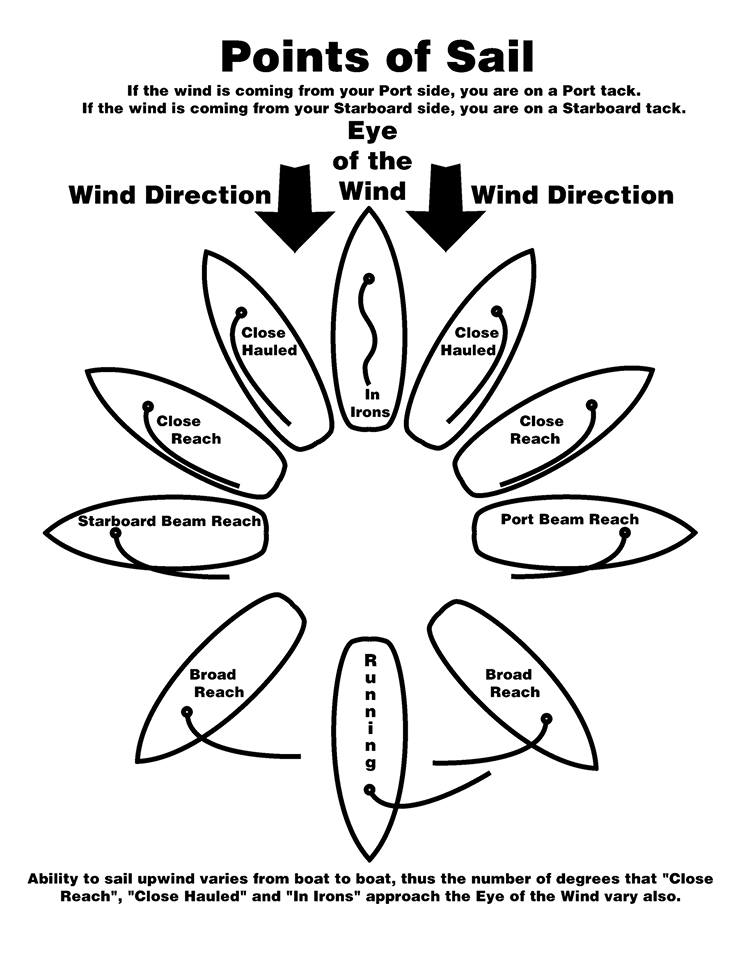 Points of Sail
If the wind is coming from your Port side, you are on a Port tack.
If the wind is coming from your Starboard side, you are on a Starboard tack.
Eye
of the
Wind
Wind Direction
Wind Direction
Close
Hauled
In
Irons
Close
Hauled
Close
Reach
Close
Reach
Starboard Beam Reach
Port Beam Reach
Broad
Reach
Running
Broad
Reach
Ability to sail upwind varies from boat to boat, thus the number of degrees that "Close
Reach", "Close Hauled" and "In Irons" approach the Eye of the Wind vary also.